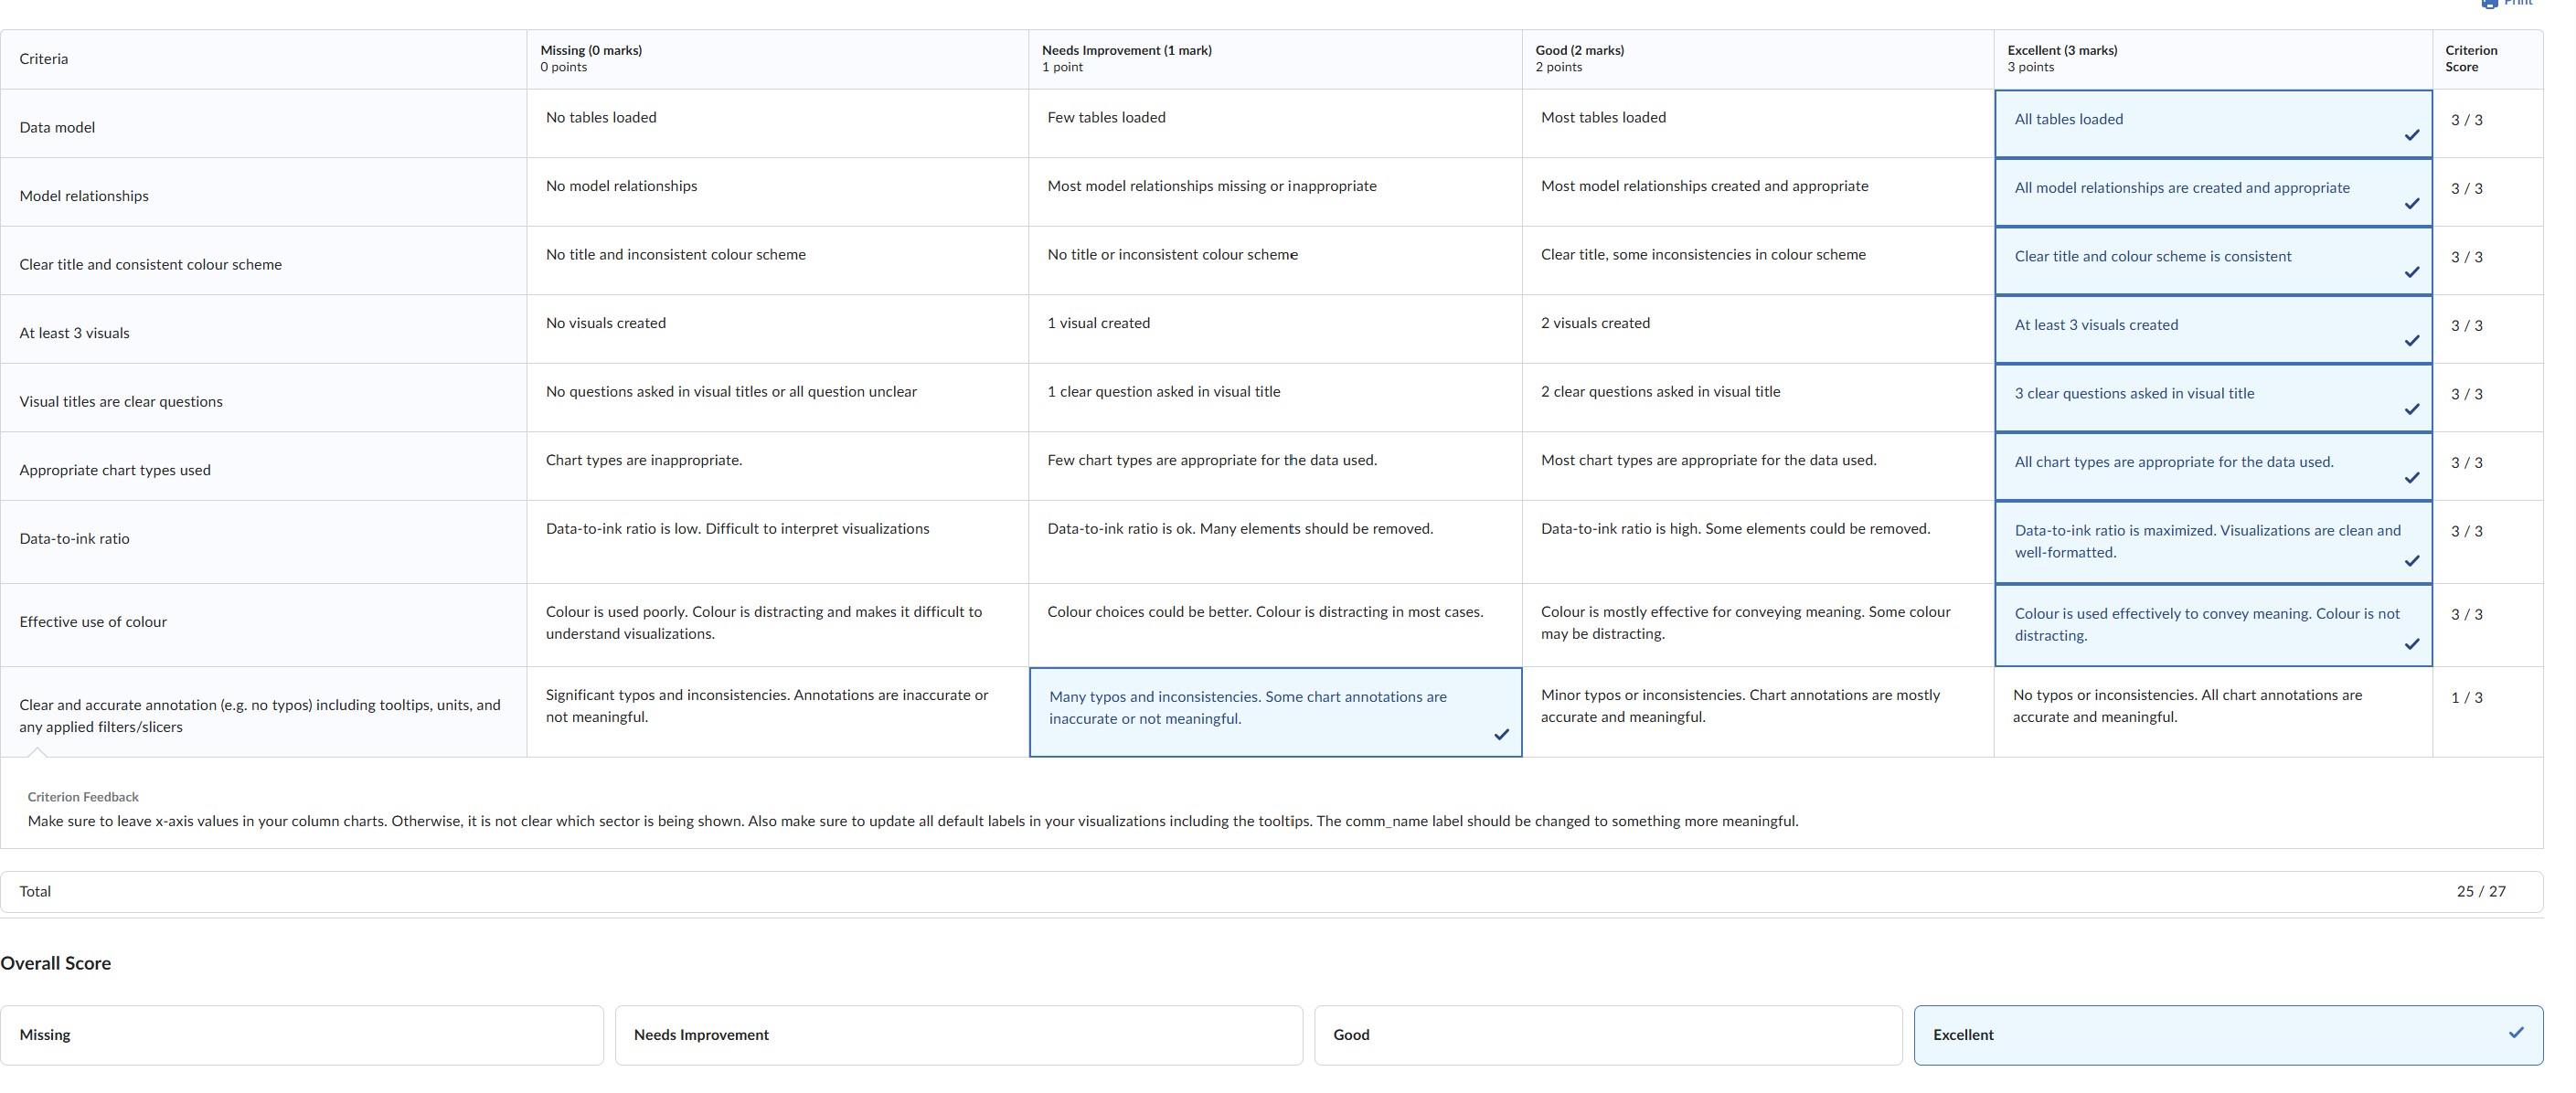 Print
Criteria
Missing (0 marks)
0 points
Needs Improvement (1 mark)
1 point
Good (2 marks)
2 points
Excellent (3 marks)
3 points
Criterion
Score
Data model
No tables loaded
Few tables loaded
Most tables loaded
All tables loaded
3 / 3
Model relationships
No model relationships
Most model relationships missing or inappropriate
Most model relationships created and appropriate
All model relationships are created and appropriate
3 / 3
Clear title and consistent colour scheme
No title and inconsistent colour scheme
No title or inconsistent colour scheme
Clear title, some inconsistencies in colour scheme
Clear title and colour scheme is consistent
3 / 3
At least 3 visuals
No visuals created
1 visual created
2 visuals created
At least 3 visuals created
3 / 3
Visual titles are clear questions
No questions asked in visual titles or all question unclear
1 clear question asked in visual title
2 clear questions asked in visual title
3 clear questions asked in visual title
3 / 3
Appropriate chart types used
Chart types are inappropriate.
Few chart types are appropriate for the data used.
Most chart types are appropriate for the data used.
All chart types are appropriate for the data used.
3 / 3
Data-to-ink ratio
Data-to-ink ratio is low. Difficult to interpret visualizations
Data-to-ink ratio is ok. Many elements should be removed.
Data-to-ink ratio is high. Some elements could be removed.
Data-to-ink ratio is maximized. Visualizations are clean and
well-formatted.
3 / 3
Effective use of colour
Colour is used poorly. Colour is distracting and makes it difficult to
understand visualizations.
Colour choices could be better. Colour is distracting in most cases.
Colour is mostly effective for conveying meaning. Some colour
may be distracting.
Colour is used effectively to convey meaning. Colour is not
distracting.
3 / 3
Clear and accurate annotation (e.g. no typos) including tooltips, units, and
any applied filters/slicers
Significant typos and inconsistencies. Annotations are inaccurate or
not meaningful.
Many typos and inconsistencies. Some chart annotations are
inaccurate or not meaningful.
Minor typos or inconsistencies. Chart annotations are mostly
accurate and meaningful.
No typos or inconsistencies. All chart annotations are
accurate and meaningful.
1 / 3
Criterion Feedback
Make sure to leave x-axis values in your column charts. Otherwise, it is not clear which sector is being shown. Also make sure to update all default labels in your visualizations including the tooltips. The comm_name label should be changed to something more meaningful.
Total
25 / 27
Overall Score
Missing
Needs Improvement
Good
Excellent